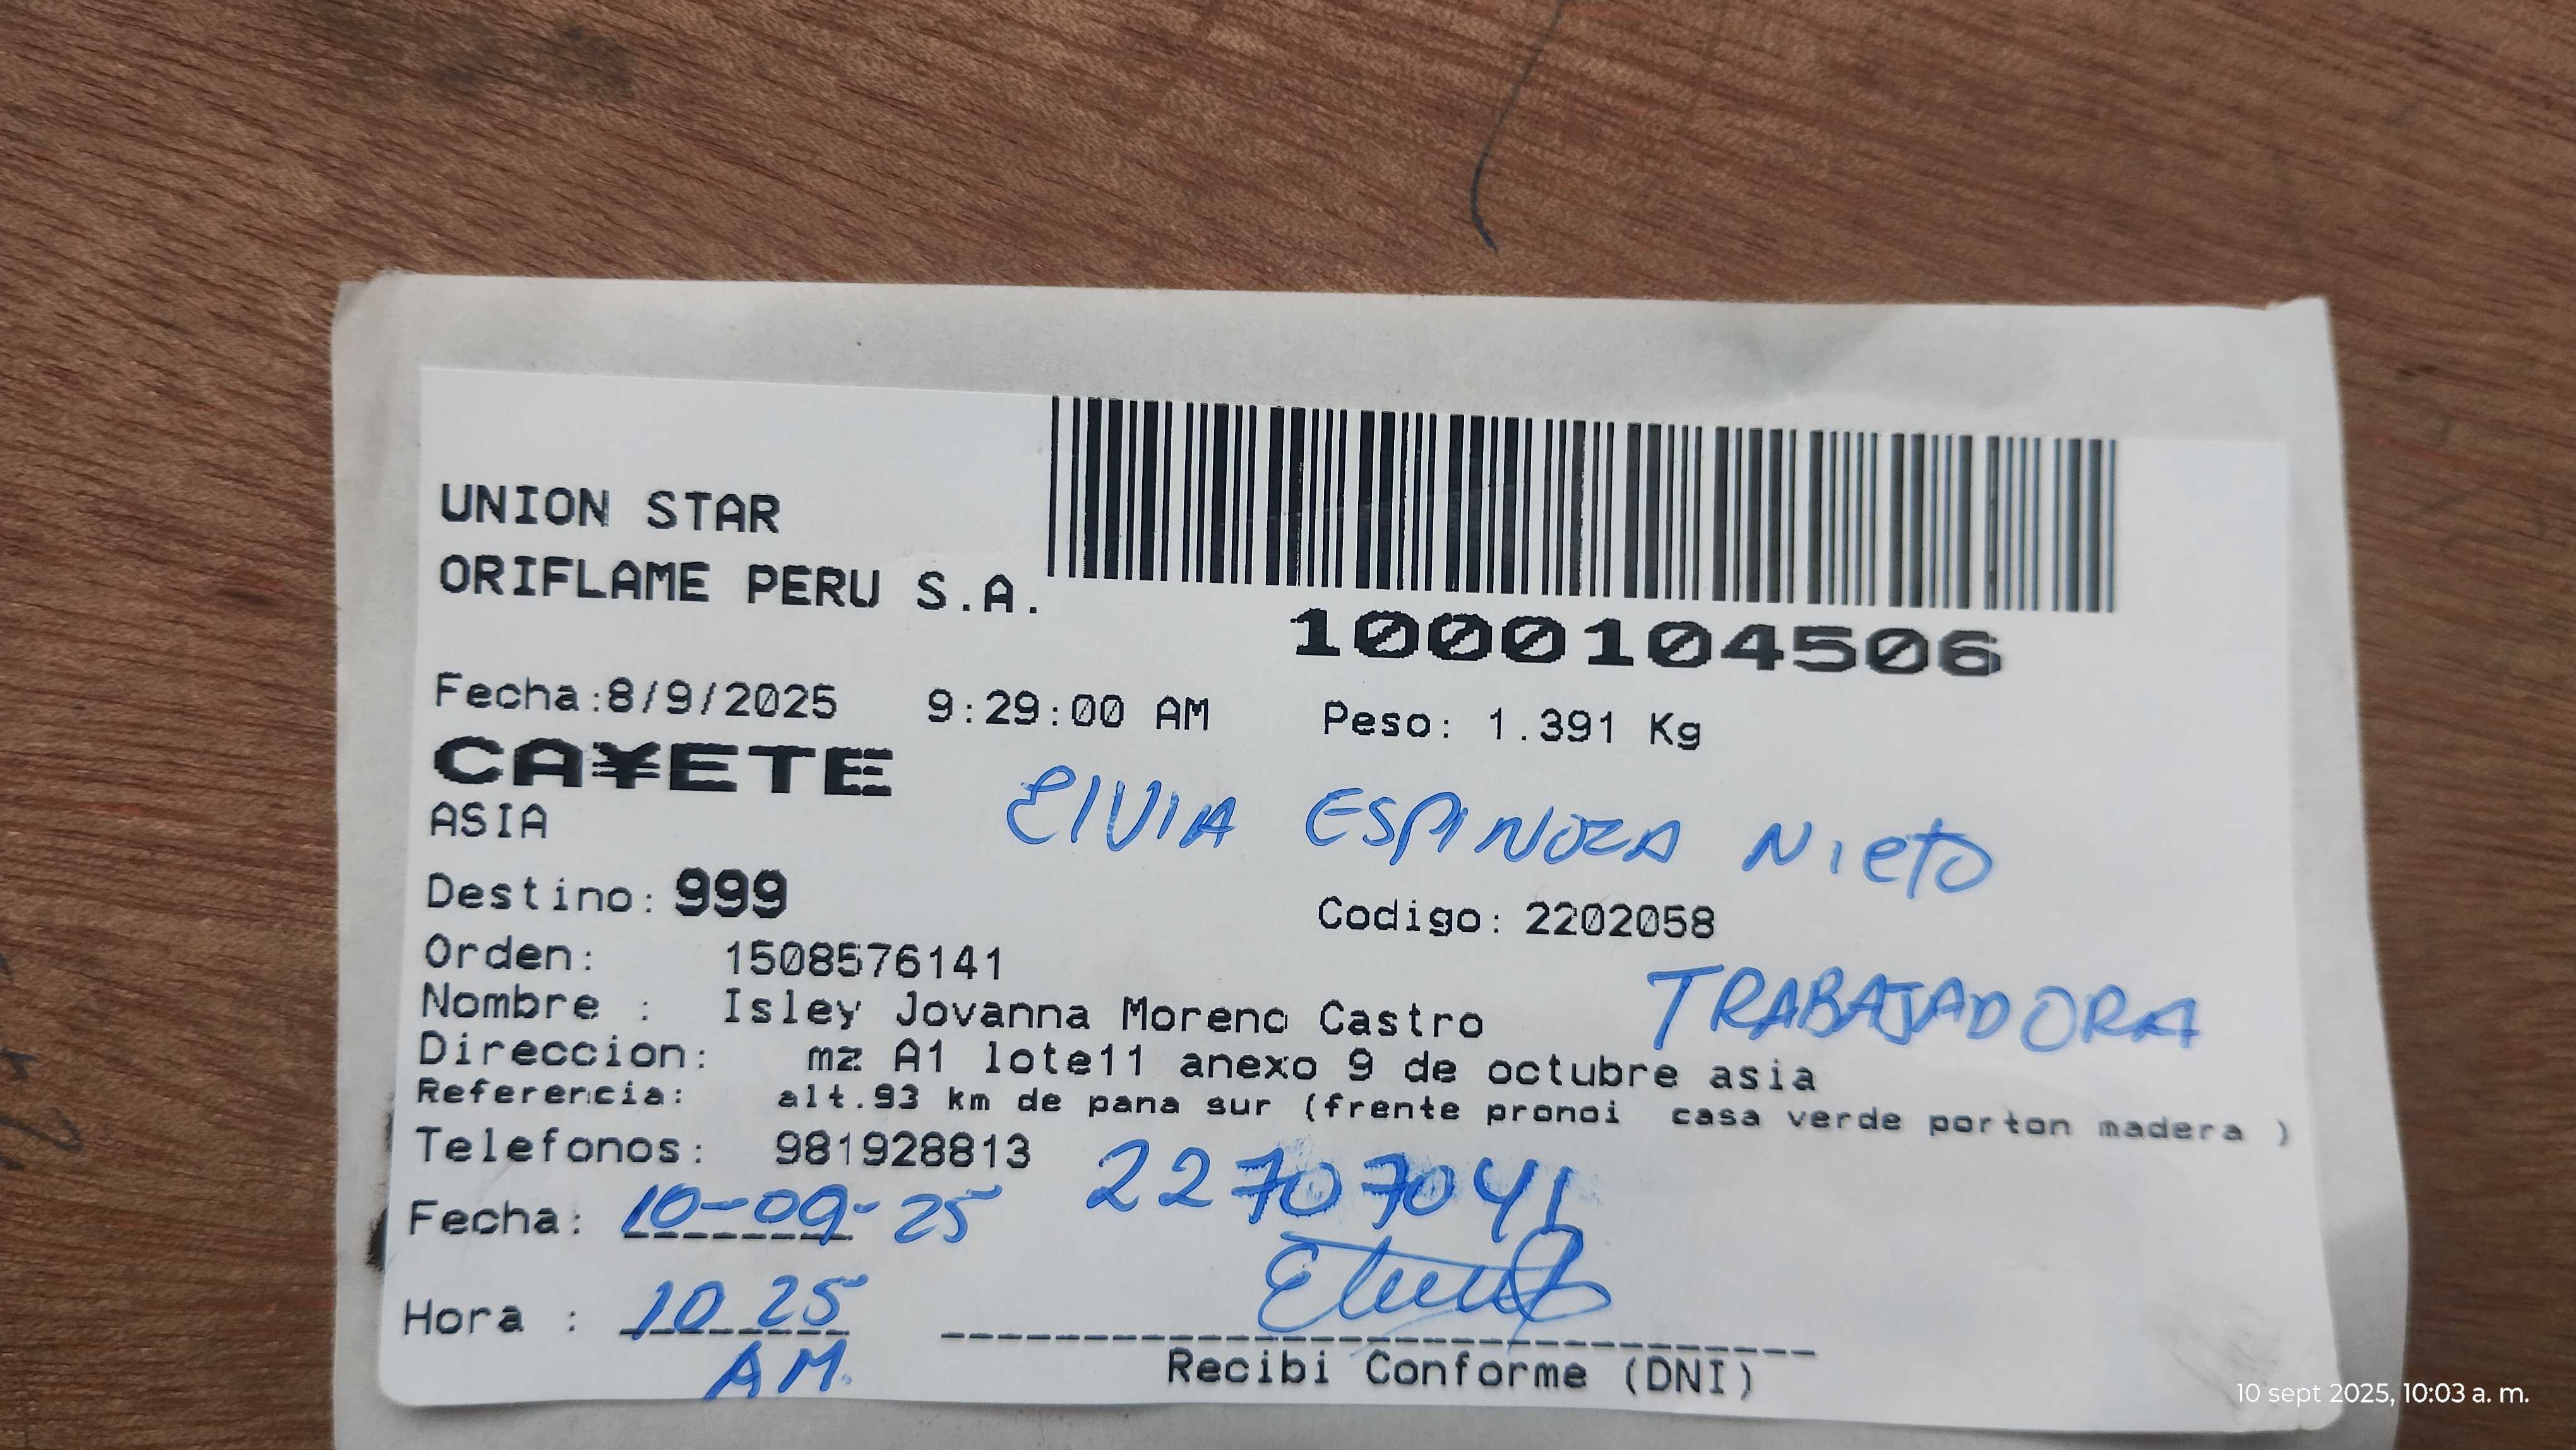 UNION STAR
ORIFLAME PERU S.A.
1000104506
Fecha:8/9/2025 9:29:00 AM Peso: 1.391 Kg
CA¥ETE
ASIA
ElVIA ESPINOZA Nieto
Destino: 999 Codigo: 2202058
Orden: 1508576141
TRABAJADORA
Nombre : Isley Jovanna Moreno Castro
Direccion: mz A1 lote11 anexo 9 de octubre asia
Referencia: alt.93 km de pana sur (frente pronoi casa verde porton madera )
Telefonos: 981928813
22707041
Fecha: 10-09-25
Hora : 10 25
AM.
Recibi Conforme (DNI)
10 sept 2025, 10:03 a. m.